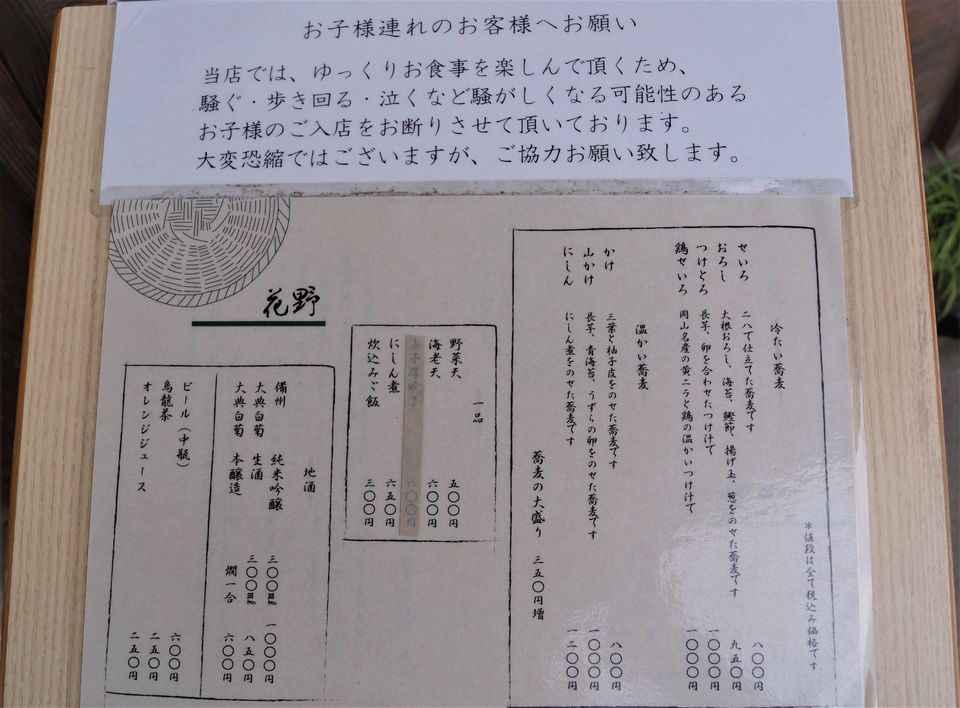 お子様連れのお客様へお願い
当店では、ゆっくりお食事を楽しんで頂くため、
騒ぐ・歩き回る・泣くなど騒がしくなる可能性のある
お子様のご入店をお断りさせて頂いております。
大変恐縮ではございますが、ご協力お願い致します。
＊値段は全て税込み価格です
冷たい蕎麦
せいろ 二八で仕立てた蕎麦です 八〇〇円
おろし 大根おろし、海苔、鰹節、揚げ玉、葱をのせた蕎麦です 九五〇円
つけとろ 長芋、卵を合わせたつけ汁で 一〇〇〇円
鶏せいろ 岡山名産の黄ニラと鶏の温かいつけ汁で 一〇〇〇円
温かい蕎麦
かけ 三葉と柚子皮をのせた蕎麦です 八〇〇円
山かけ 長芋、青海苔、うずらの卵をのせた蕎麦です 一〇〇〇円
にしん にしん煮をのせた蕎麦です 一二〇〇円
蕎麦の大盛り 三五〇円増
一品
野菜天 五〇〇円
海老天 六〇〇円
玉子厚焼き 六〇〇円
にしん煮 六五〇円
炊込みご飯 三〇〇円
花野
地酒
備州 純米吟醸 三〇〇ml 一〇〇〇円
大典白菊 生酒 三〇〇ml 八五〇円
大典白菊 本醸造 燗一合 六〇〇円
ビール（中瓶） 六〇〇円
烏龍茶 二五〇円
オレンジジュース 二五〇円